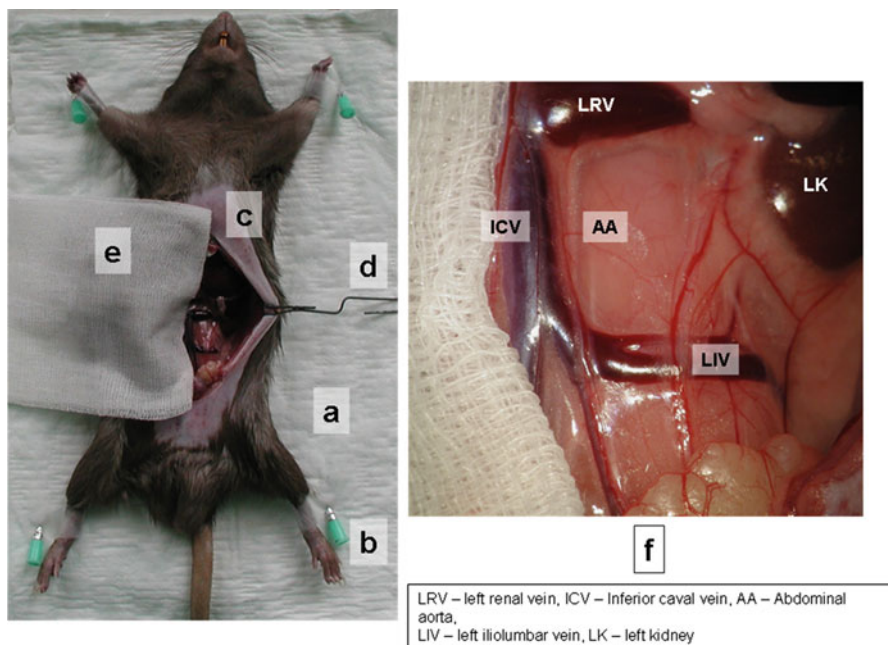 c
e
d
a
b
LRV
LK
ICV
AA
LIV
f
LRV – left renal vein, ICV – Inferior caval vein, AA – Abdominal
aorta,
LIV – left iliolumbar vein, LK – left kidney